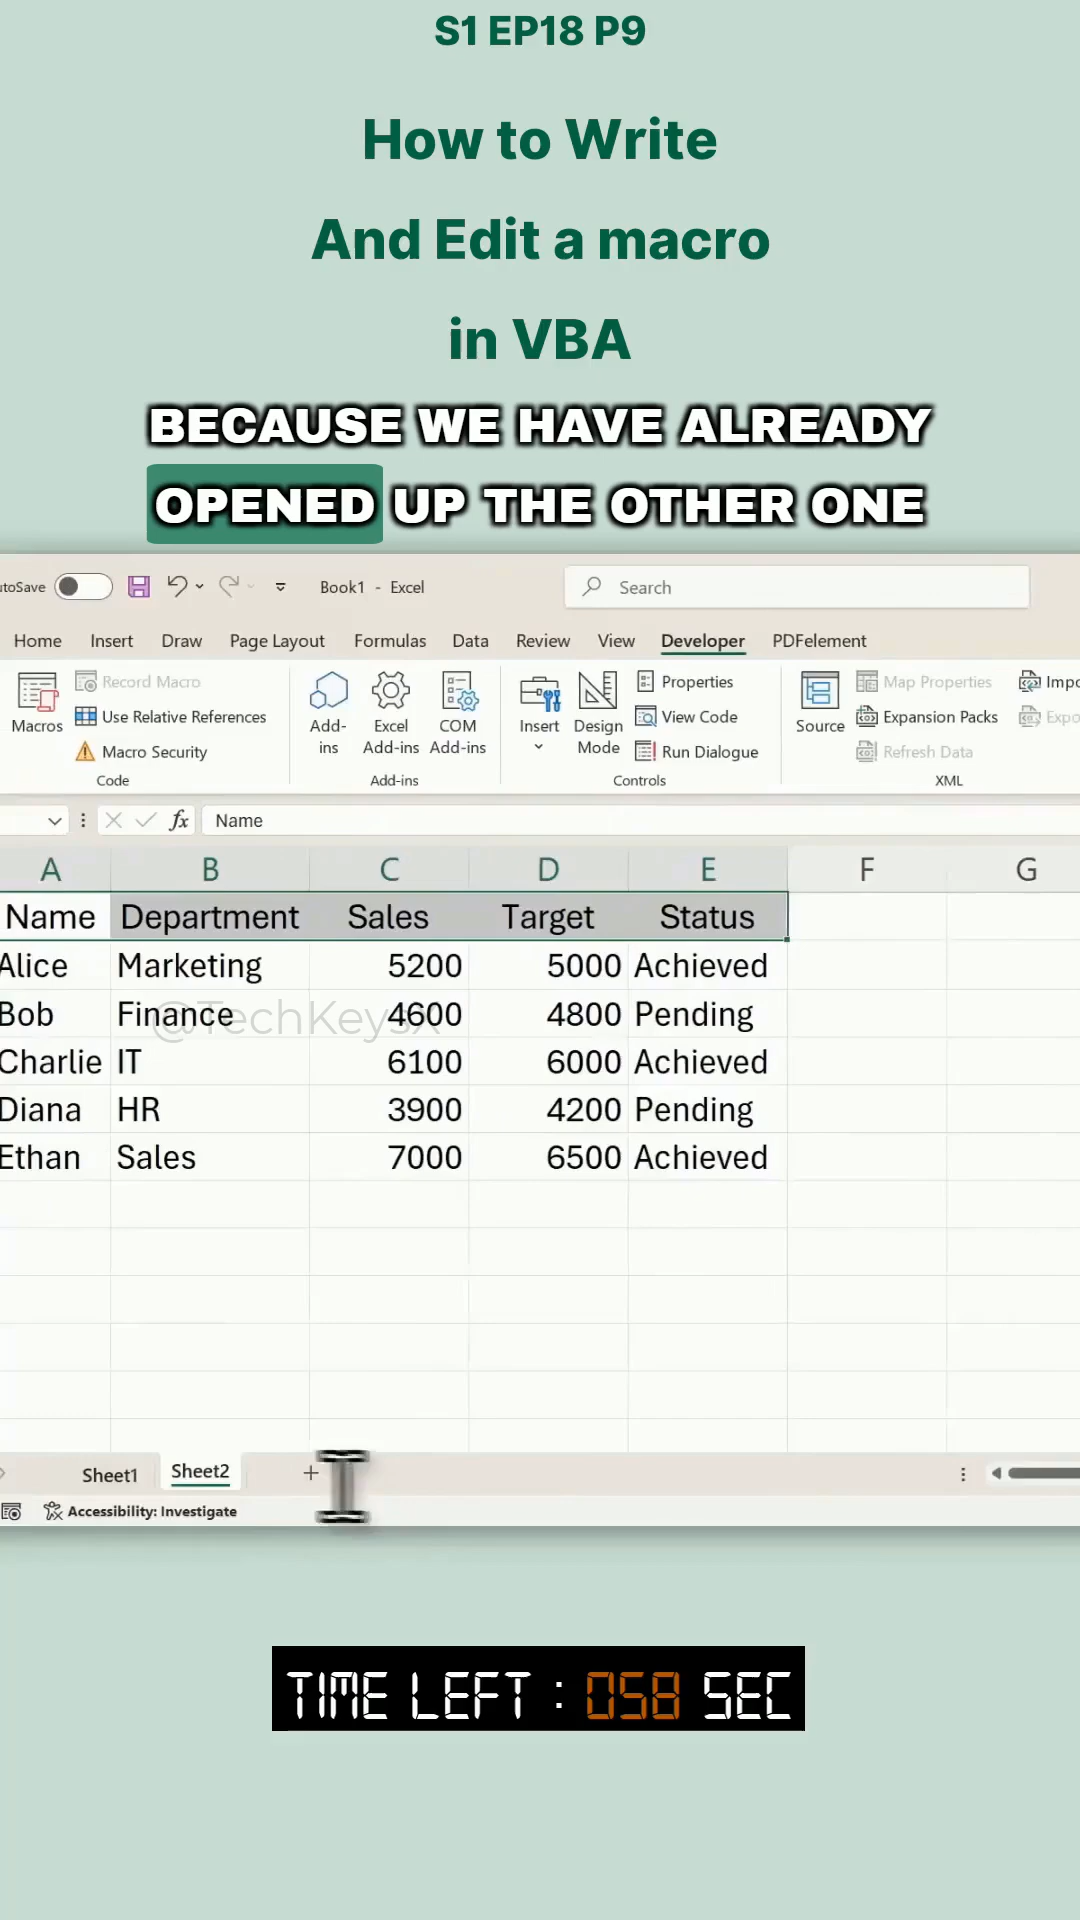 S1 EP18 P9
How to Write
And Edit a macro
in VBA
BECAUSE WE HAVE ALREADY
OPENED UP THE OTHER ONE
utoSave Book1 - Excel Search
Home Insert Draw Page Layout Formulas Data Review View Developer PDFelement
Macros Record Macro
Use Relative References
Macro Security
Code
Add-
ins
Excel
Add-ins
COM
Add-ins
Add-ins
Insert
Design
Mode
Properties
View Code
Run Dialogue
Controls
Source
Map Properties
Expansion Packs
Refresh Data
Impo
Expo
XML
fx Name
A B C D E F G
Name Department Sales Target Status
Alice Marketing 5200 5000 Achieved
Bob Finance 4600 4800 Pending
@TechKeysX
Charlie IT 6100 6000 Achieved
Diana HR 3900 4200 Pending
Ethan Sales 7000 6500 Achieved
Sheet1 Sheet2 +
Accessibility: Investigate
TIME LEFT : 058 SEC